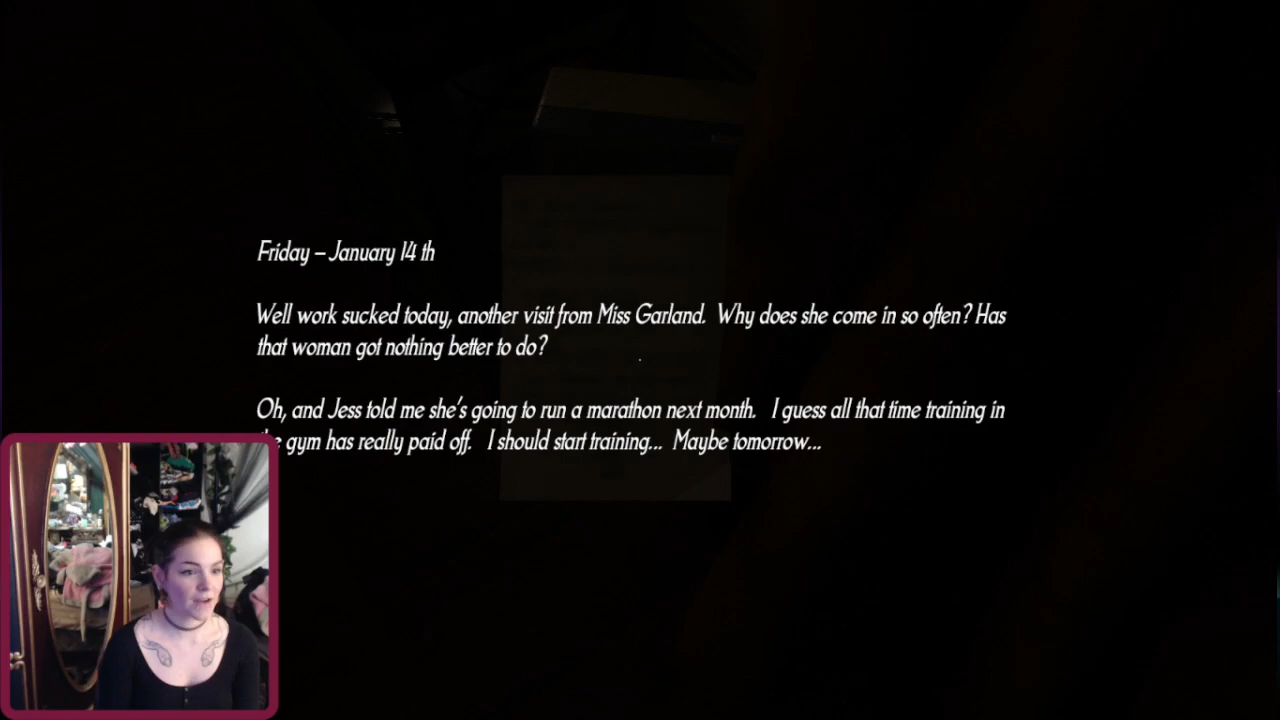 Friday – January 14 th
Well work sucked today, another visit from Miss Garland. Why does she come in so often? Has
that woman got nothing better to do?
Oh, and Jess told me she's going to run a marathon next month. I guess all that time training in
gym has really paid off. I should start training... Maybe tomorrow...